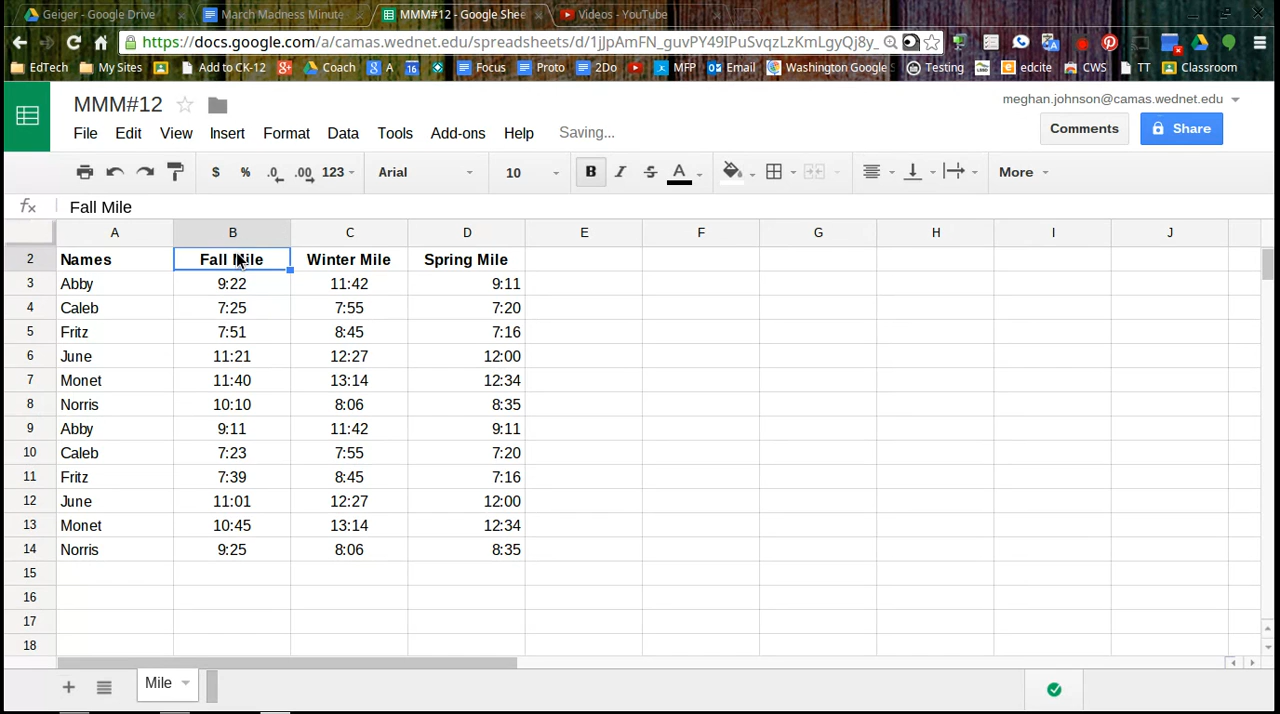 Geiger - Google Drive March Madness Minute MMM#12 - Google Shee Videos - YouTube
https://docs.google.com/a/camas.wednet.edu/spreadsheets/d/1jJpAmFN_guvPY49IPuSvqzLzKmLgyQj8y_
EdTech My Sites Add to CK-12 Coach A 16 Focus Proto 2Do MFP Email Washington Google Testing edcite CWS TT Classroom
MMM#12 meghan.johnson@camas.wednet.edu
File Edit View Insert Format Data Tools Add-ons Help Saving... Comments Share
$ % .0 .00 123 Arial 10 B I S A More
fx Fall Mile
A B C D E F G H I J
2 Names Fall Mile Winter Mile Spring Mile
3 Abby 9:22 11:42 9:11
4 Caleb 7:25 7:55 7:20
5 Fritz 7:51 8:45 7:16
6 June 11:21 12:27 12:00
7 Monet 11:40 13:14 12:34
8 Norris 10:10 8:06 8:35
9 Abby 9:11 11:42 9:11
10 Caleb 7:23 7:55 7:20
11 Fritz 7:39 8:45 7:16
12 June 11:01 12:27 12:00
13 Monet 10:45 13:14 12:34
14 Norris 9:25 8:06 8:35
15
16
17
18
Mile